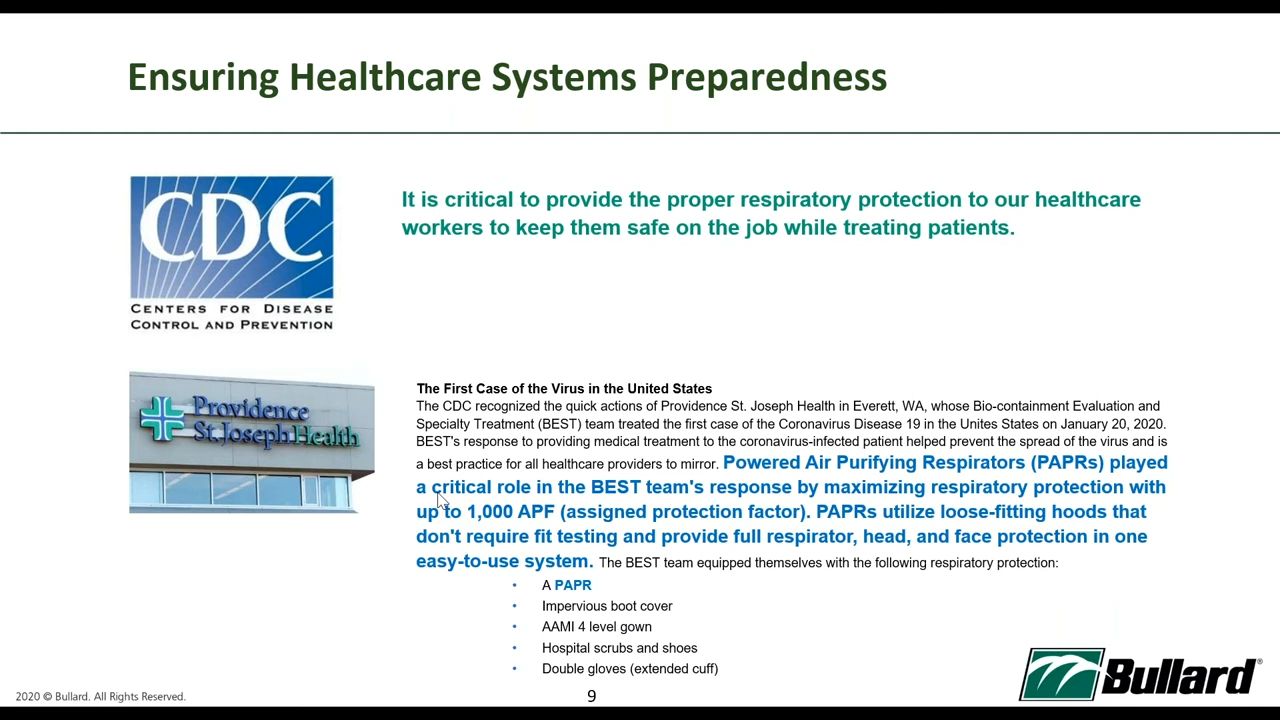 Ensuring Healthcare Systems Preparedness
CDC
CENTERS FOR DISEASE
CONTROL AND PREVENTION
It is critical to provide the proper respiratory protection to our healthcare
workers to keep them safe on the job while treating patients.
Providence
St. Joseph Health
The First Case of the Virus in the United States
The CDC recognized the quick actions of Providence St. Joseph Health in Everett, WA, whose Bio-containment Evaluation and
Specialty Treatment (BEST) team treated the first case of the Coronavirus Disease 19 in the Unites States on January 20, 2020.
BEST's response to providing medical treatment to the coronavirus-infected patient helped prevent the spread of the virus and is
a best practice for all healthcare providers to mirror. Powered Air Purifying Respirators (PAPRs) played
a critical role in the BEST team's response by maximizing respiratory protection with
up to 1,000 APF (assigned protection factor). PAPRs utilize loose-fitting hoods that
don't require fit testing and provide full respirator, head, and face protection in one
easy-to-use system. The BEST team equipped themselves with the following respiratory protection:
• A PAPR
• Impervious boot cover
• AAMI 4 level gown
• Hospital scrubs and shoes
• Double gloves (extended cuff)
2020 © Bullard. All Rights Reserved.
9
Bullard®